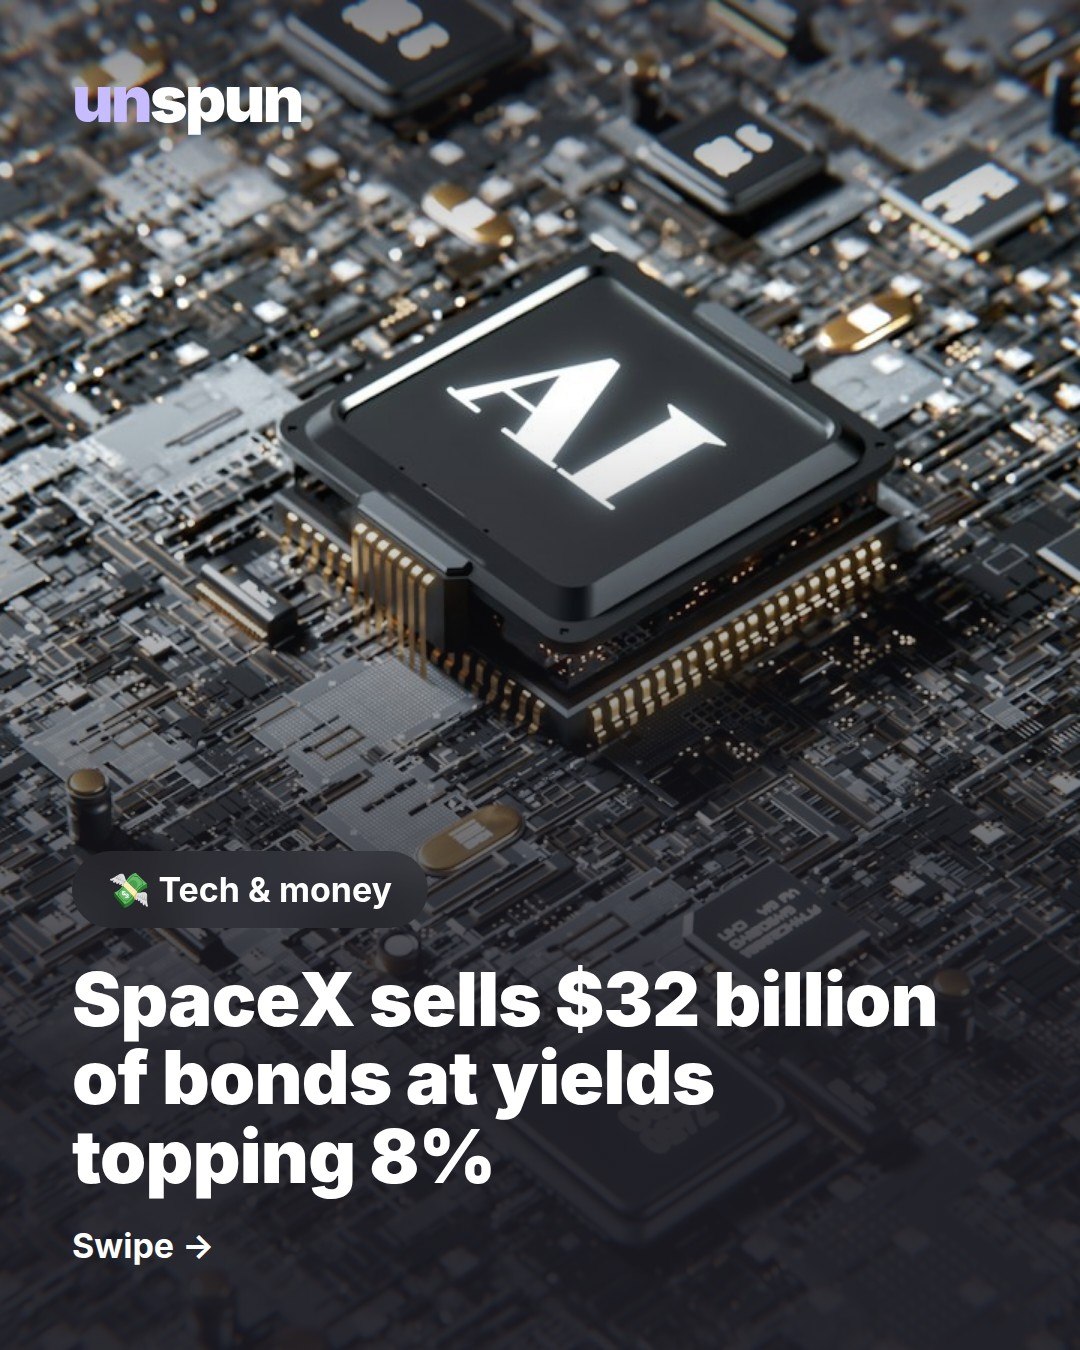 unspun
AI
💸 Tech & money
SpaceX sells $32 billion
of bonds at yields
topping 8%
Swipe →